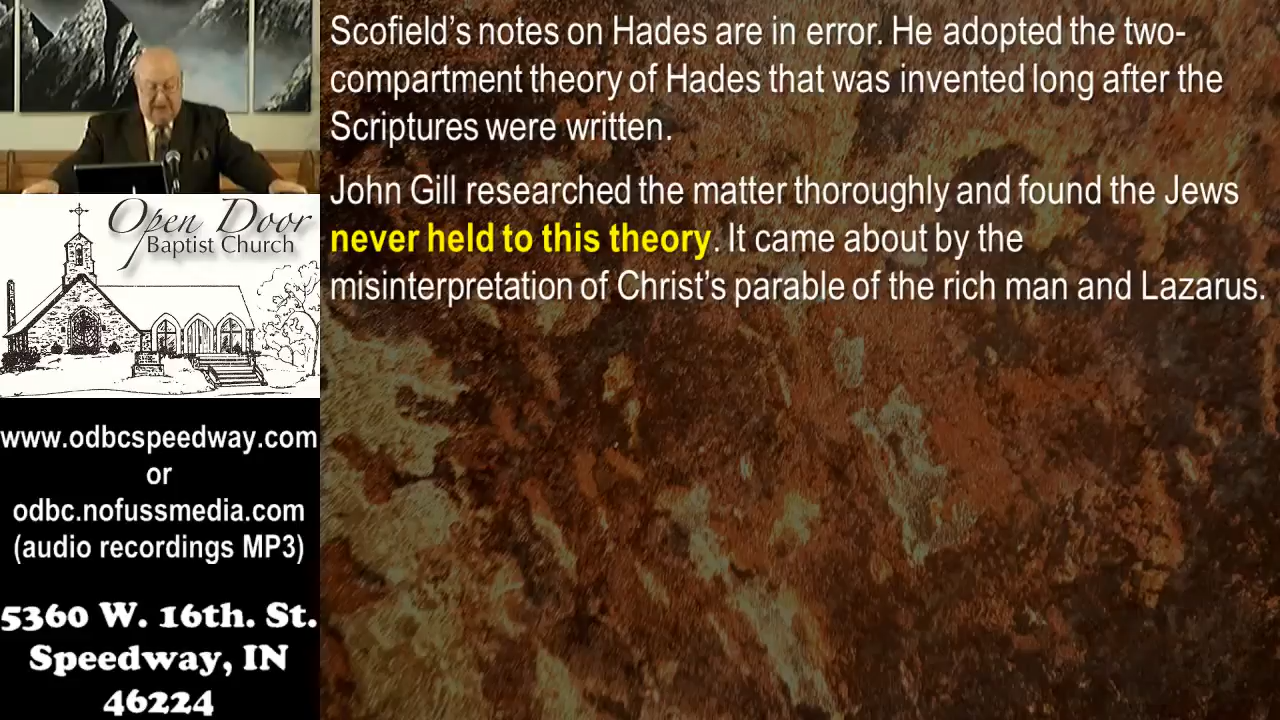 Scofield's notes on Hades are in error. He adopted the two-
compartment theory of Hades that was invented long after the
Scriptures were written.
John Gill researched the matter thoroughly and found the Jews
never held to this theory. It came about by the
misinterpretation of Christ's parable of the rich man and Lazarus.
Open Door
Baptist Church
www.odbcspeedway.com
or
odbc.nofussmedia.com
(audio recordings MP3)
5360 W. 16th. St.
Speedway, IN
46224